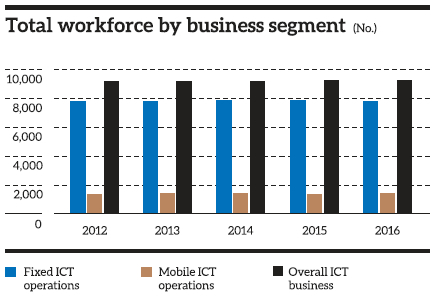 Total workforce by business segment (No.)
10,000
8,000
6,000
4,000
2,000
0
2012 2013 2014 2015 2016
Fixed ICT operations
Mobile ICT operations
Overall ICT business